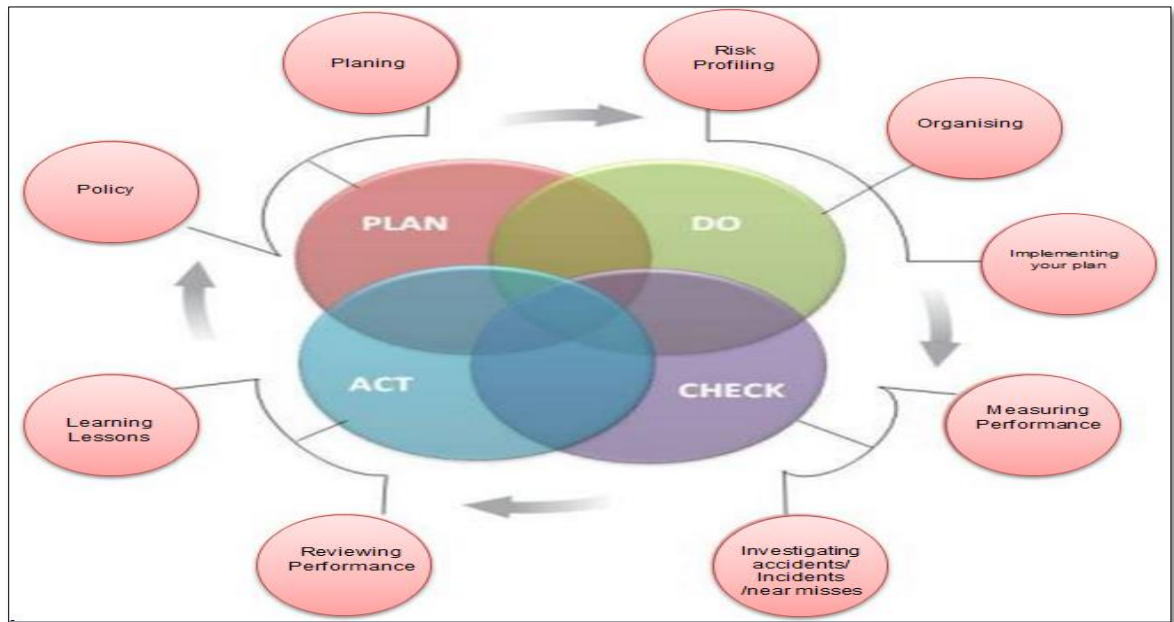 Planing
Risk
Profiling
Organising
Policy
PLAN
DO
Implementing
your plan
ACT
CHECK
Learning
Lessons
Measuring
Performance
Reviewing
Performance
Investigating
accidents/
Incidents
/near misses